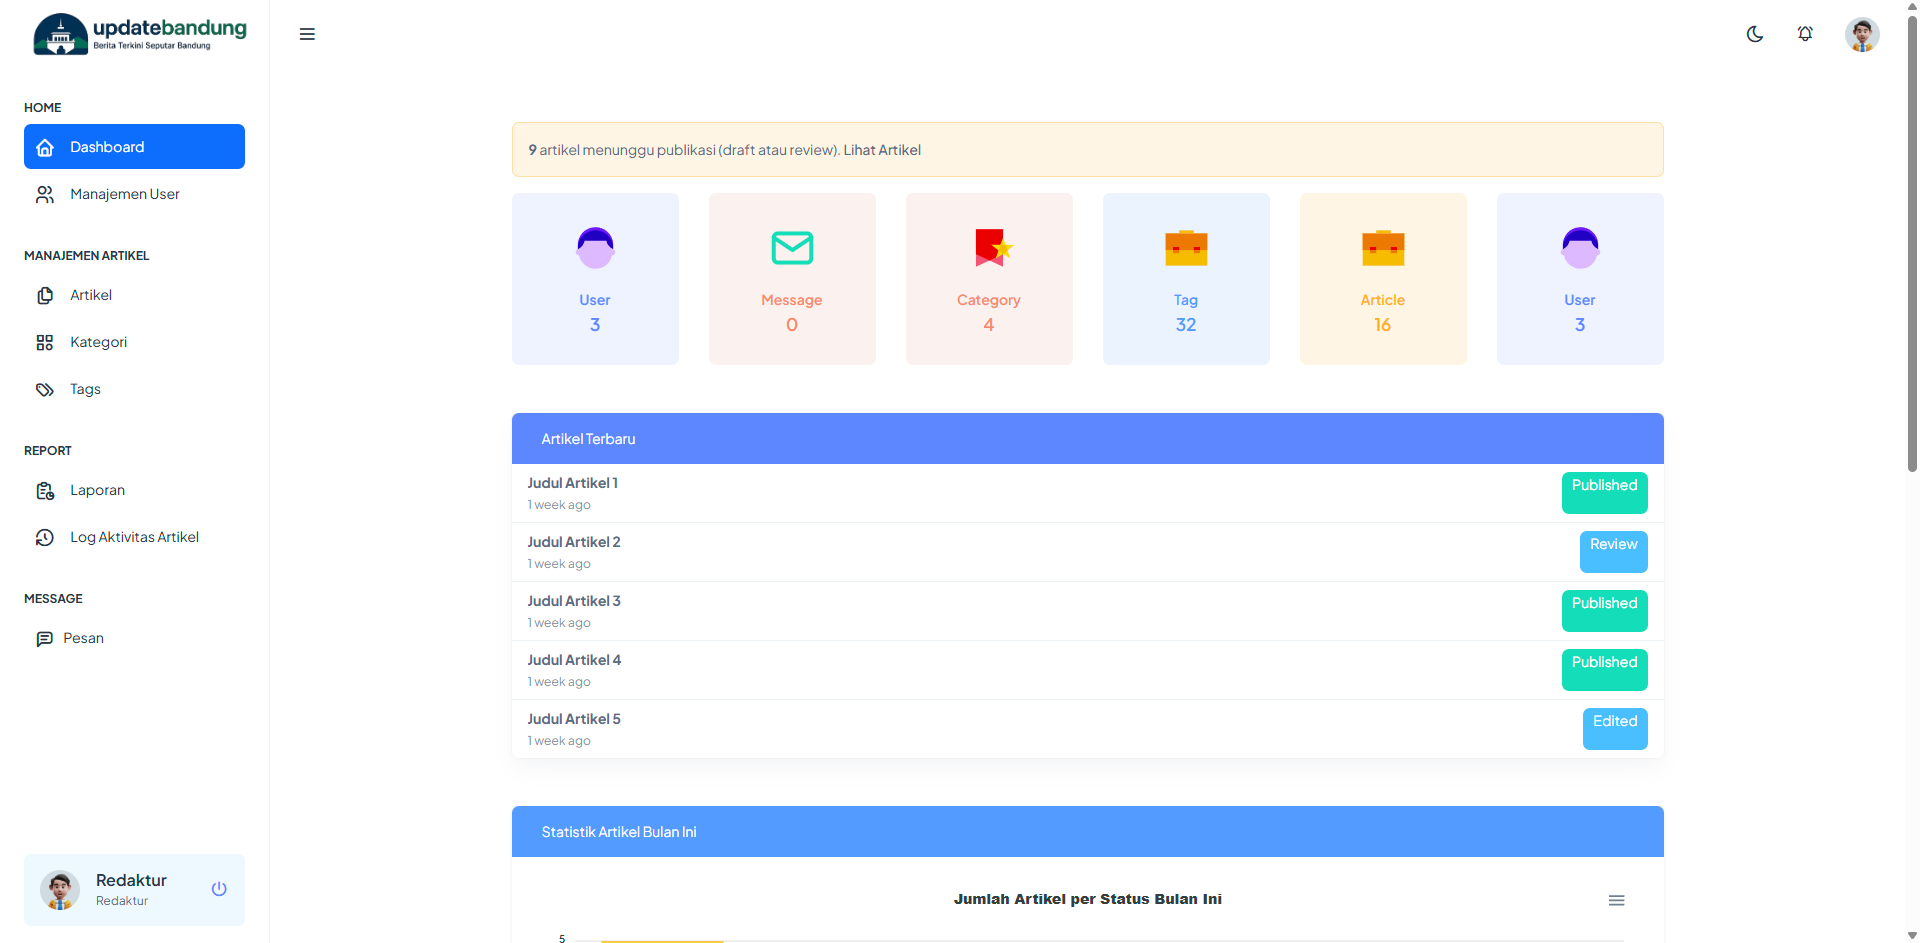 updatebandung
Berita Terkini Seputar Bandung
HOME
Dashboard
Manajemen User
MANAJEMEN ARTIKEL
Artikel
Kategori
Tags
REPORT
Laporan
Log Aktivitas Artikel
MESSAGE
Pesan
Redaktur
Redaktur
9 artikel menunggu publikasi (draft atau review). Lihat Artikel
User
3
Message
0
Category
4
Tag
32
Article
16
User
3
Artikel Terbaru
Judul Artikel 1
1 week ago
Published
Judul Artikel 2
1 week ago
Review
Judul Artikel 3
1 week ago
Published
Judul Artikel 4
1 week ago
Published
Judul Artikel 5
1 week ago
Edited
Statistik Artikel Bulan Ini
Jumlah Artikel per Status Bulan Ini
5